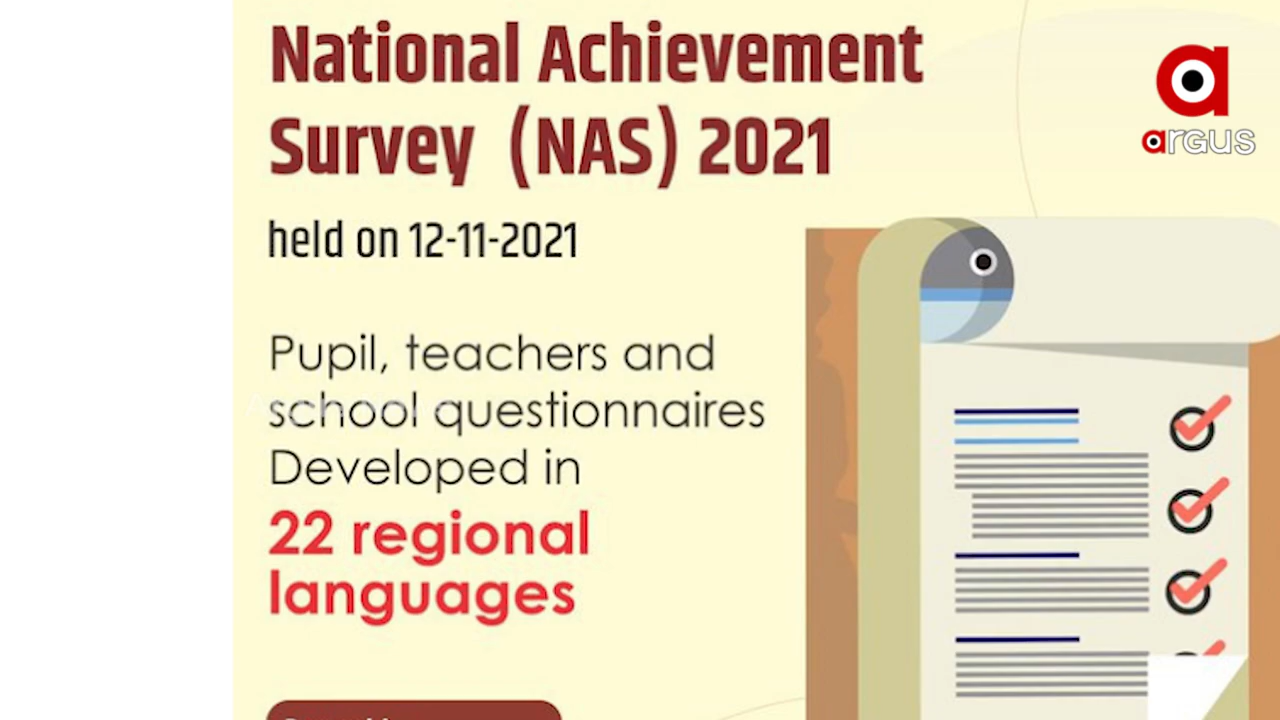 National Achievement
Survey (NAS) 2021
held on 12-11-2021
Pupil, teachers and
school questionnaires
Developed in
22 regional
languages
argus